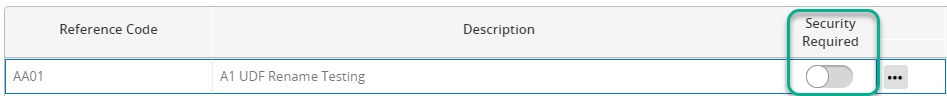 Reference Code
Description
Security
Required
AA01
A1 UDF Rename Testing